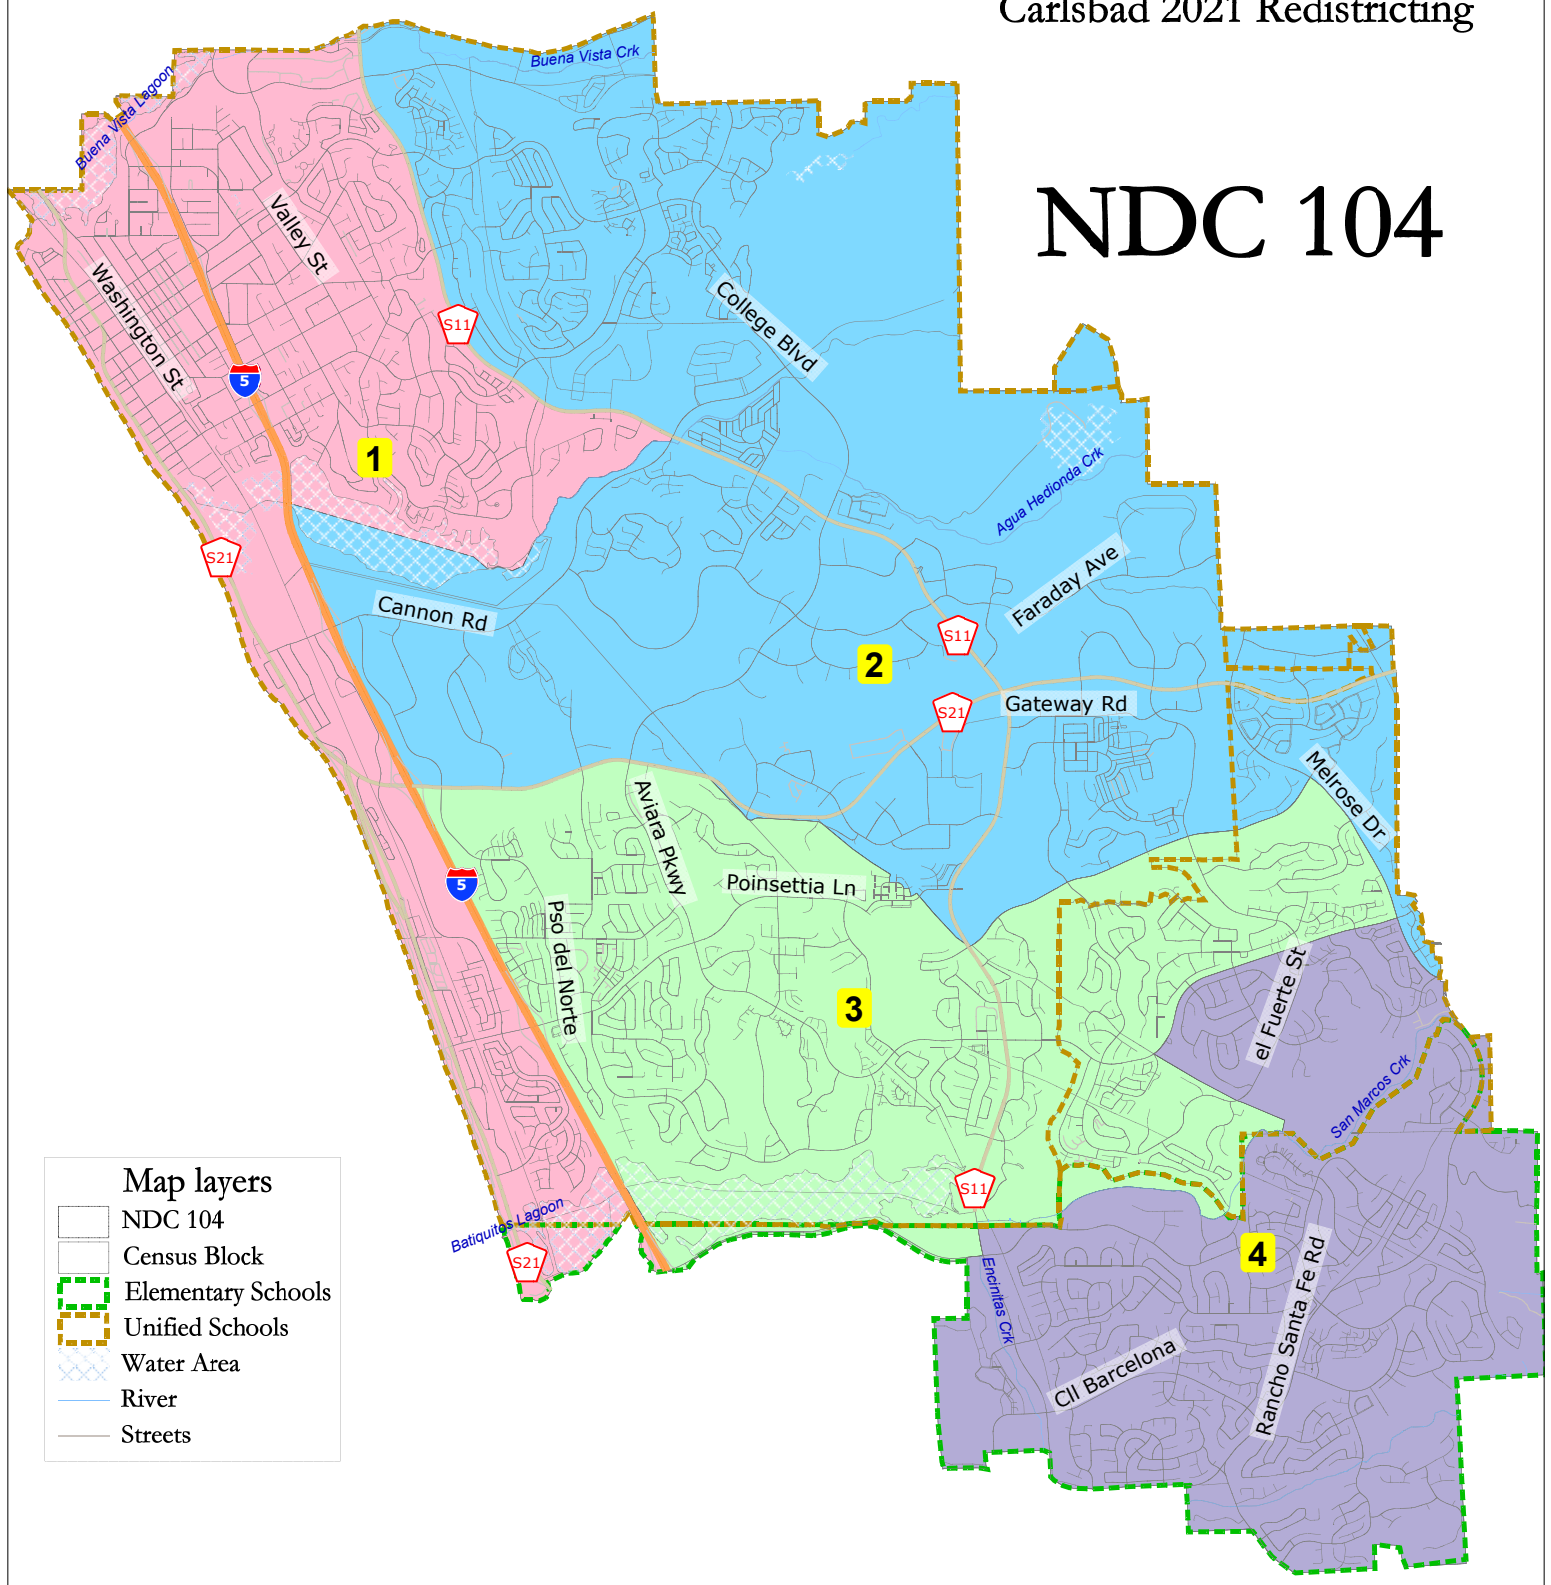 Carlsbad 2021 Redistricting
NDC 104
Buena Vista Crk
Buena Vista Lagoon
Valley St
Washington St
College Blvd
S11
5
1
S21
Agua Hedionda Crk
Faraday Ave
Cannon Rd
S11
2
S21
Gateway Rd
Melrose Dr
Aviara Pkwy
5
Poinsettia Ln
Pso del Norte
el Fuerte St
3
San Marcos Crk
S11
Batiquitos Lagoon
S21
4
Encinitas Crk
Rancho Santa Fe Rd
Cll Barcelona
Map layers
NDC 104
Census Block
Elementary Schools
Unified Schools
Water Area
River
Streets